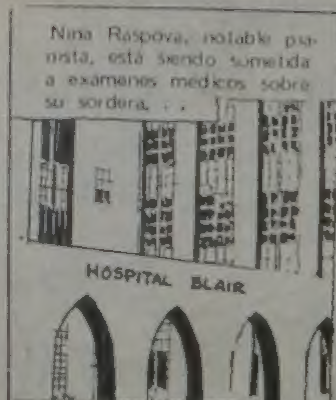 Nina Raspova, notable pia-
nista, está siendo sometida
a exámenes médicos sobre
su sordera. . .
HOSPITAL BLAIR